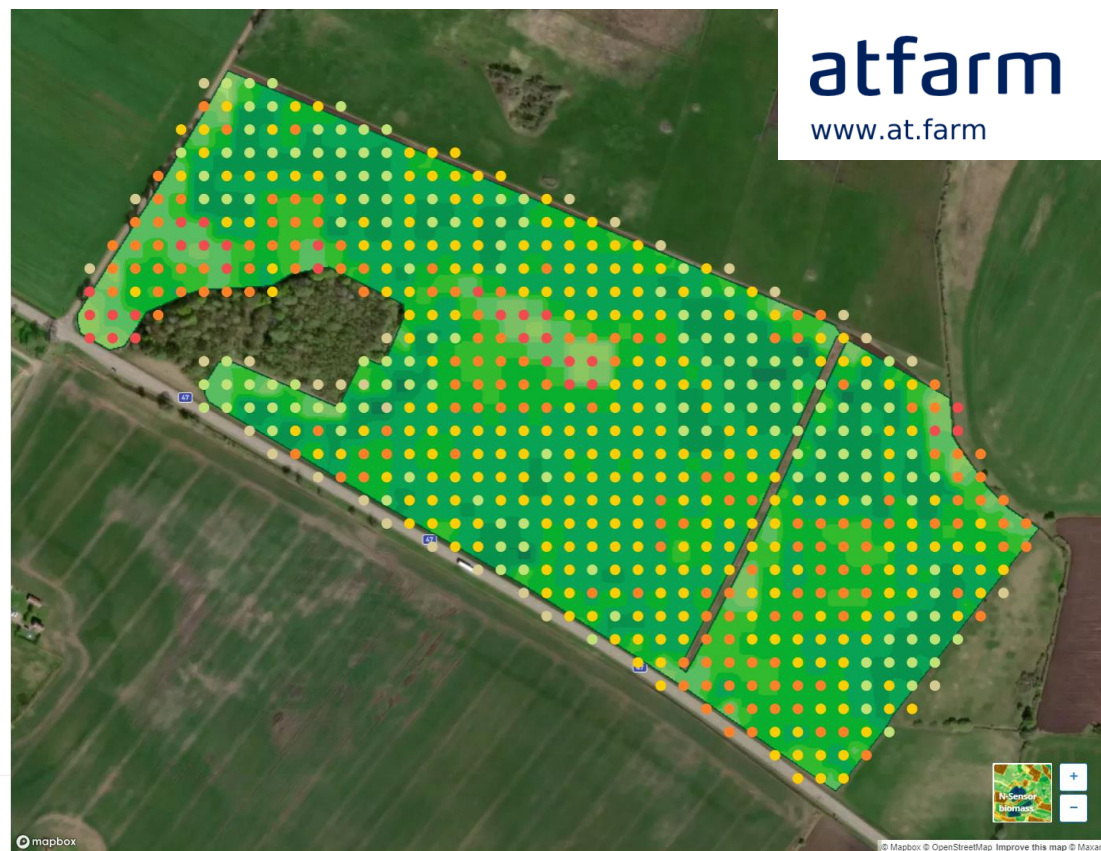 atfarm
www.at.farm
47
47
47
N-Sensor
biomass
+
−
mapbox
© Mapbox © OpenStreetMap Improve this map © Maxar